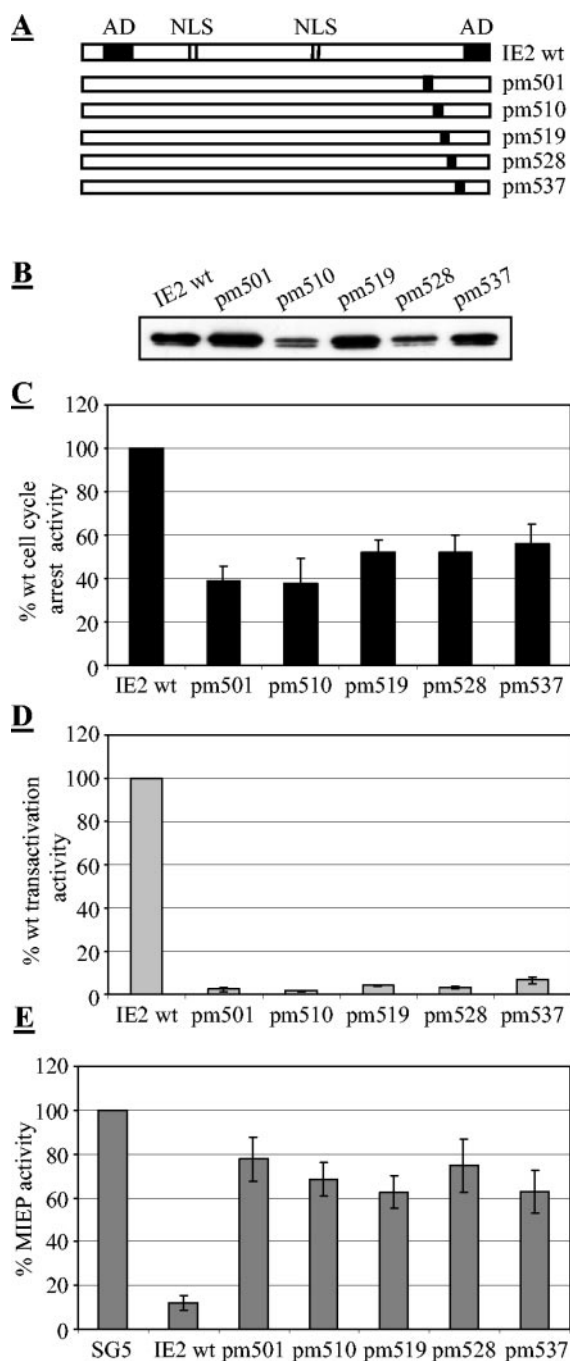 A
AD NLS NLS AD
IE2 wt
pm501
pm510
pm519
pm528
pm537
B
IE2 wt pm501 pm510 pm519 pm528 pm537
C
% wt cell cycle
arrest activity
120
100
80
60
40
20
0
IE2 wt pm501 pm510 pm519 pm528 pm537
D
% wt transactivation
activity
120
100
80
60
40
20
0
IE2 wt pm501 pm510 pm519 pm528 pm537
E
% MIEP activity
120
100
80
60
40
20
0
SG5 IE2 wt pm501 pm510 pm519 pm528 pm537